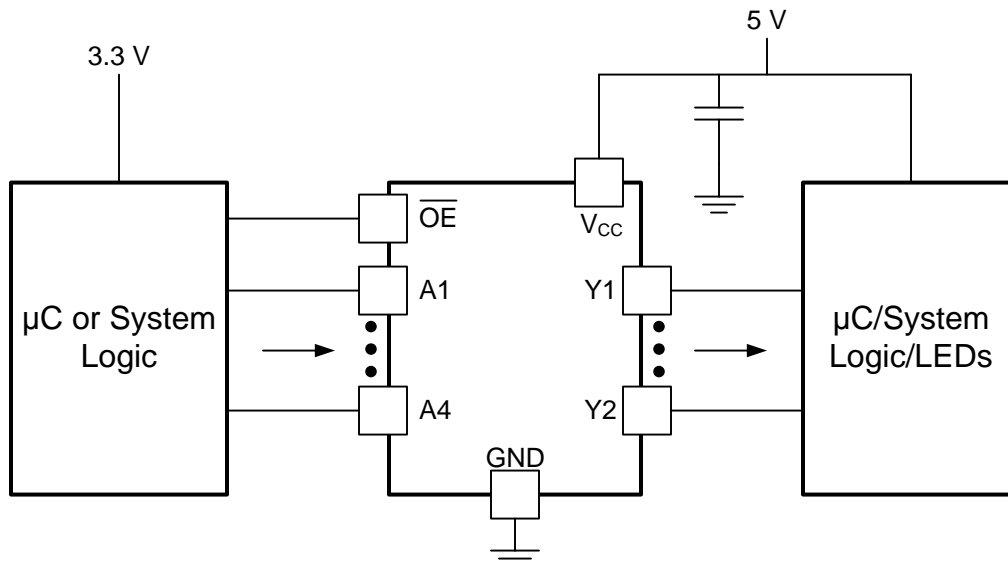 5 V
3.3 V
OE
VCC
A1
Y1
µC or System
Logic
µC/System
Logic/LEDs
A4
Y2
GND